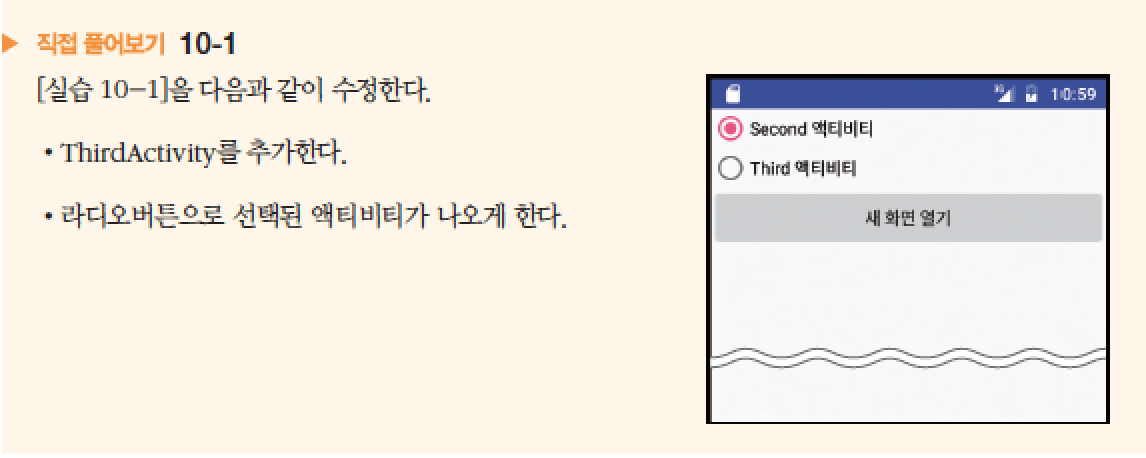 직접 풀어보기 10-1
[실습 10-1]을 다음과 같이 수정한다.
• ThirdActivity를 추가한다.
• 라디오버튼으로 선택된 액티비티가 나오게 한다.
10:59
Second 액티비티
Third 액티비티
새 화면 열기